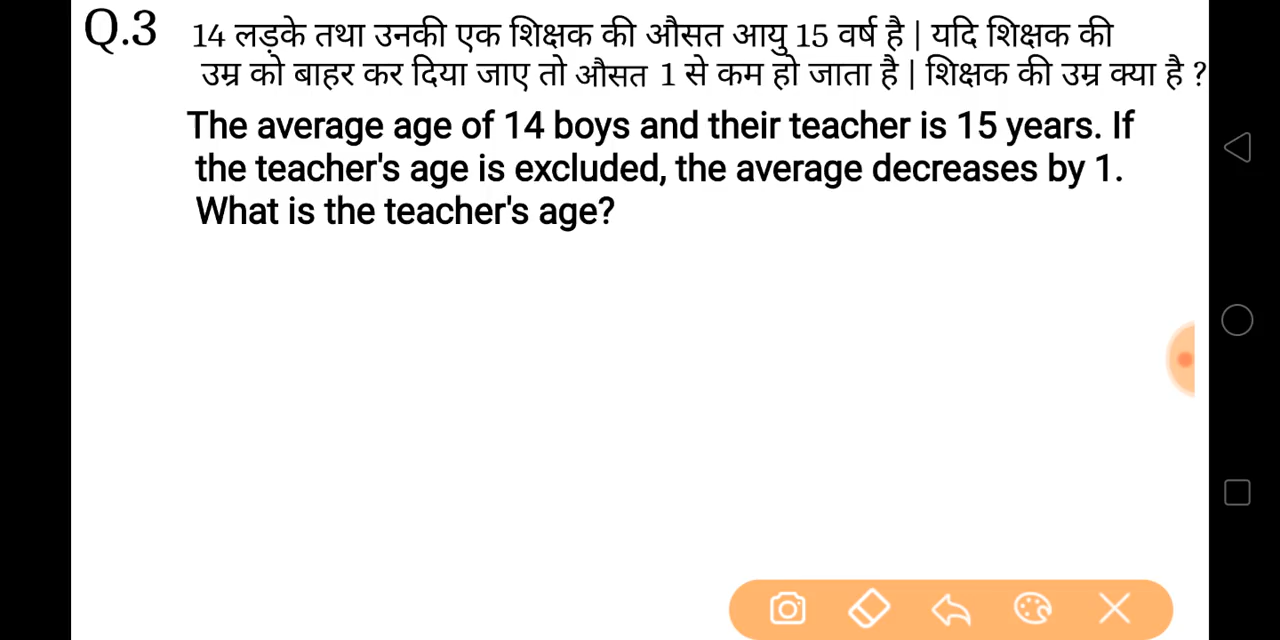 Q.3 14 लड़के तथा उनकी एक शिक्षक की औसत आयु 15 वर्ष है | यदि शिक्षक की
उम्र को बाहर कर दिया जाए तो औसत 1 से कम हो जाता है | शिक्षक की उम्र क्या है ?
The average age of 14 boys and their teacher is 15 years. If
the teacher's age is excluded, the average decreases by 1.
What is the teacher's age?